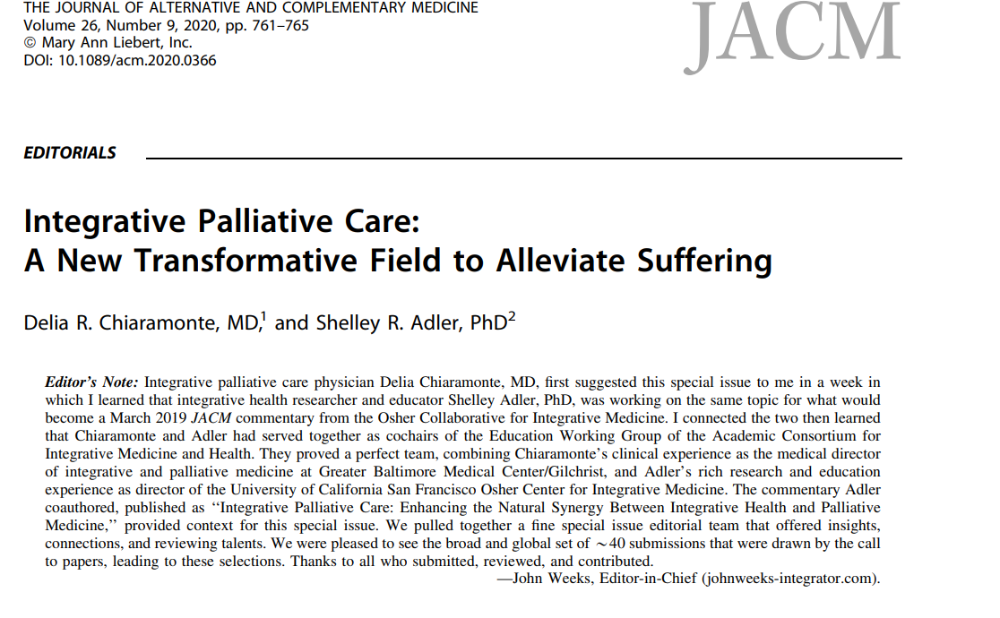 THE JOURNAL OF ALTERNATIVE AND COMPLEMENTARY MEDICINE
Volume 26, Number 9, 2020, pp. 761–765
© Mary Ann Liebert, Inc.
DOI: 10.1089/acm.2020.0366
JACM
EDITORIALS
Integrative Palliative Care:
A New Transformative Field to Alleviate Suffering
Delia R. Chiaramonte, MD,1 and Shelley R. Adler, PhD2
Editor's Note: Integrative palliative care physician Delia Chiaramonte, MD, first suggested this special issue to me in a week in
which I learned that integrative health researcher and educator Shelley Adler, PhD, was working on the same topic for what would
become a March 2019 JACM commentary from the Osher Collaborative for Integrative Medicine. I connected the two then learned
that Chiaramonte and Adler had served together as cochairs of the Education Working Group of the Academic Consortium for
Integrative Medicine and Health. They proved a perfect team, combining Chiaramonte's clinical experience as the medical director
of integrative and palliative medicine at Greater Baltimore Medical Center/Gilchrist, and Adler's rich research and education
experience as director of the University of California San Francisco Osher Center for Integrative Medicine. The commentary Adler
coauthored, published as ‘‘Integrative Palliative Care: Enhancing the Natural Synergy Between Integrative Health and Palliative
Medicine,’’ provided context for this special issue. We pulled together a fine special issue editorial team that offered insights,
connections, and reviewing talents. We were pleased to see the broad and global set of ~40 submissions that were drawn by the call
to papers, leading to these selections. Thanks to all who submitted, reviewed, and contributed.
—John Weeks, Editor-in-Chief (johnweeks-integrator.com).